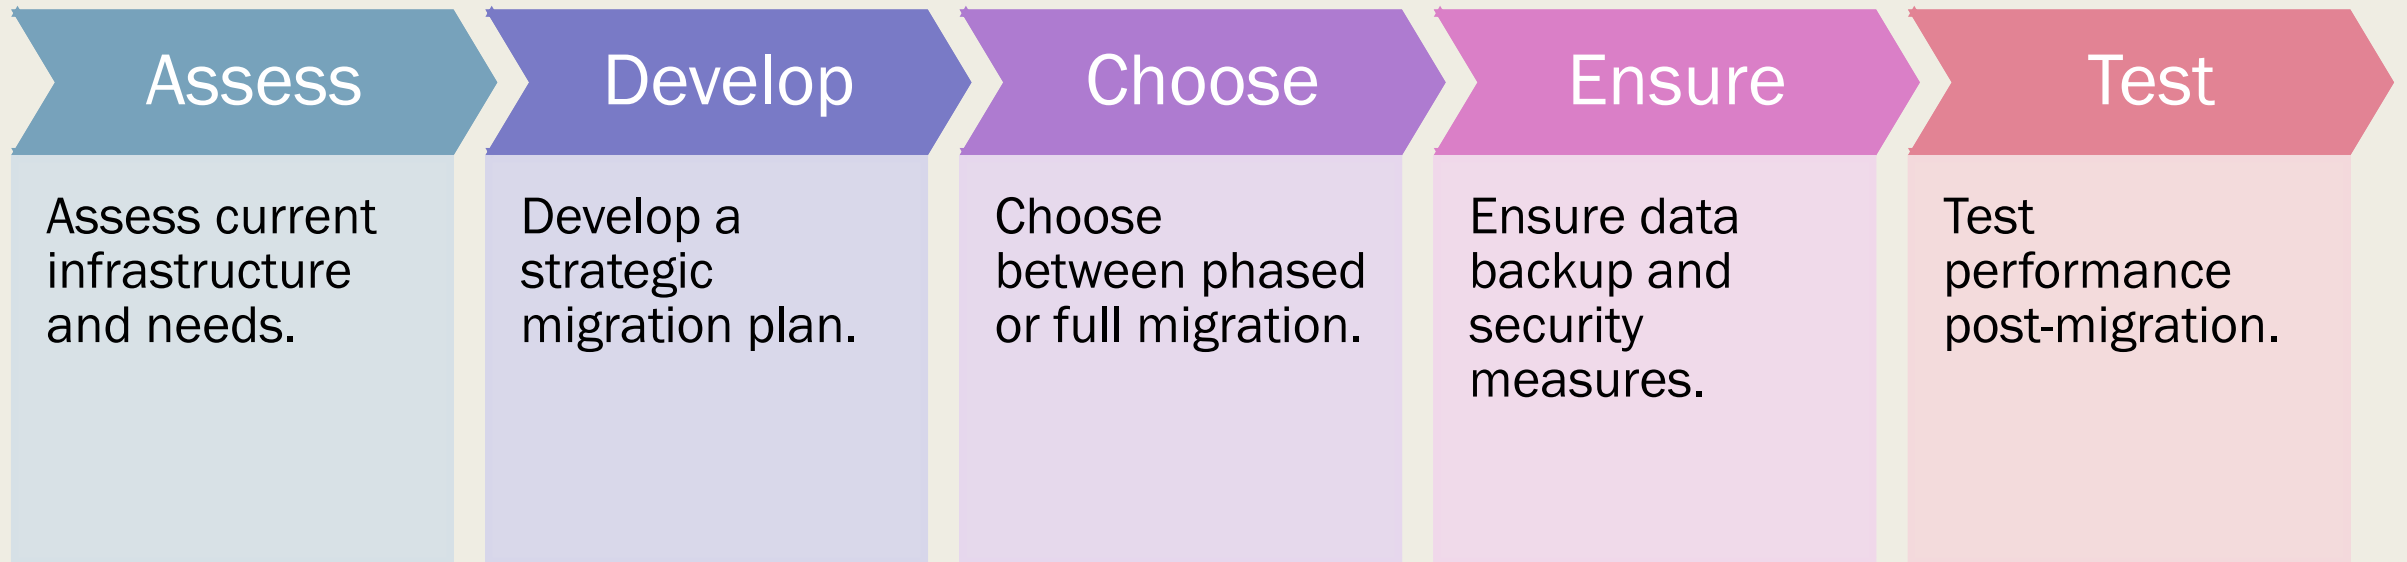 Assess
Assess current
infrastructure
and needs.
Develop
Develop a
strategic
migration plan.
Choose
Choose
between phased
or full migration.
Ensure
Ensure data
backup and
security
measures.
Test
Test
performance
post-migration.